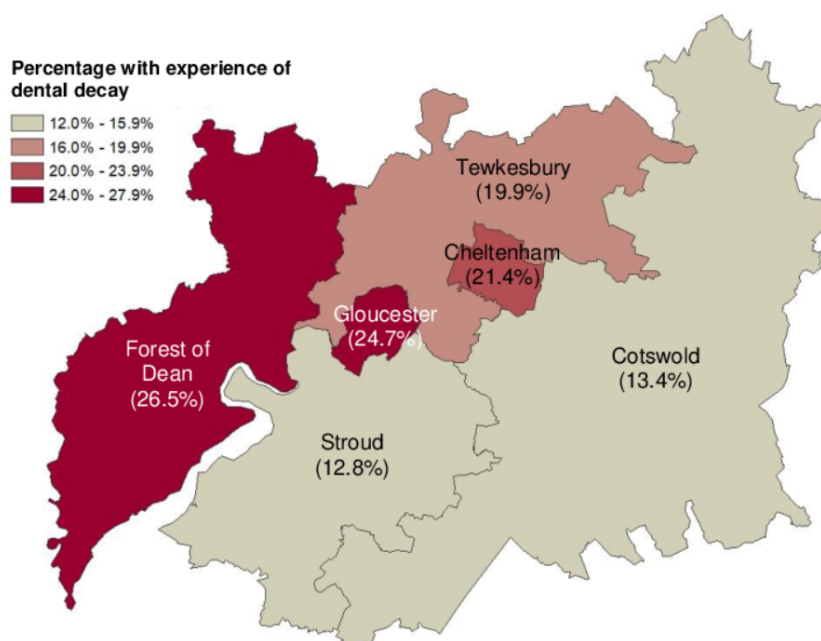 Percentage with experience of
dental decay
12.0% - 15.9%
16.0% - 19.9%
20.0% - 23.9%
24.0% - 27.9%
Tewkesbury
(19.9%)
Cheltenham
(21.4%)
Gloucester
(24.7%)
Forest of
Dean
(26.5%)
Cotswold
(13.4%)
Stroud
(12.8%)